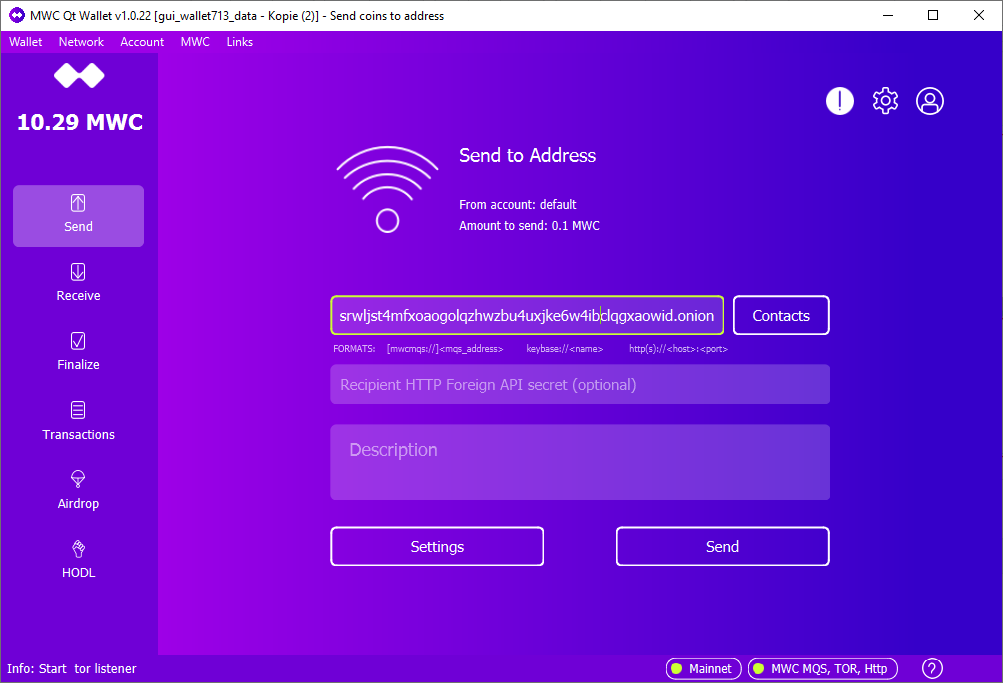 MWC Qt Wallet v1.0.22 [gui_wallet713_data - Kopie (2)] - Send coins to address
Wallet Network Account MWC Links
10.29 MWC
Send
Receive
Finalize
Transactions
Airdrop
HODL
Send to Address
From account: default
Amount to send: 0.1 MWC
srwljst4mfxoaogolqzhwzbu4uxjke6w4ibclqgxaowid.onion
Contacts
FORMATS: [mwcmqs://]<mqs_address> keybase://<name> http(s)://<host>:<port>
Recipient HTTP Foreign API secret (optional)
Description
Settings
Send
Info: Start tor listener
Mainnet
MWC MQS, TOR, Http
?